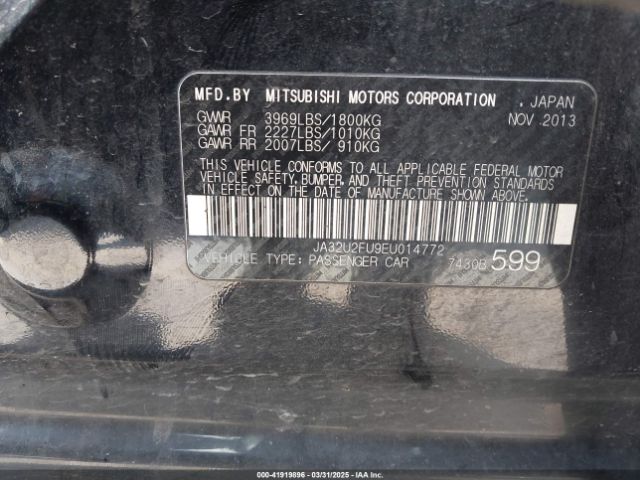 MFD.BY MITSUBISHI MOTORS CORPORATION , JAPAN
GVWR 3969LBS/1800KG NOV 2013
GAWR FR 2227LBS/1010KG
GAWR RR 2007LBS/ 910KG
THIS VEHICLE CONFORMS TO ALL APPLICABLE FEDERAL MOTOR
VEHICLE SAFETY, BUMPER, AND THEFT PREVENTION STANDARDS
IN EFFECT ON THE DATE OF MANUFACTURE SHOWN ABOVE.
JA32U2FU9EU014772
VEHICLE TYPE: PASSENGER CAR 7430B 599
000-41919896 - 03/31/2025 - IAA Inc.